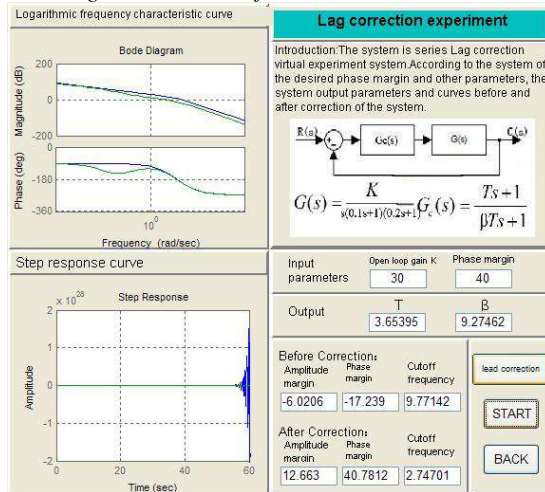 Logarithmic frequency characteristic curve
Bode Diagram
Magnitude (dB)
200
0
-200
Phase (deg)
0
-180
-360
10^0
Frequency (rad/sec)
Step response curve
x 10^28
Step Response
Amplitude
2
1
0
-1
-2
0
20
40
60
Time (sec)
Lag correction experiment
Introduction:The system is series Lag correction
virtual experiment system.According to the system of
the desired phase margin and other parameters, the
system output parameters and curves before and
after correction of the system.
R(s) + − Gc(s) G(s) C(s)
G(s) = K / s(0.1s+1)(0.2s+1) G_c(s) = Ts+1 / βTs+1
Input parameters
Open loop gain K
Phase margin
30
40
Output
T
β
3.65395
9.27462
Before Correction:
Amplitude margin
Phase margin
Cutoff frequency
-6.0206
-17.239
9.77142
After Correction:
Amplitude margin
Phase margin
Cutoff frequency
12.663
40.7812
2.74701
lead correction
START
BACK